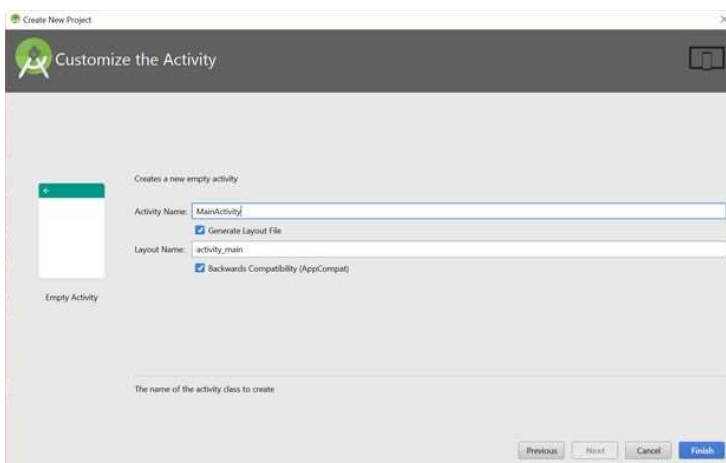 Create New Project
Customize the Activity
Creates a new empty activity
Activity Name: MainActivity
Generate Layout File
Layout Name: activity_main
Backwards Compatibility (AppCompat)
Empty Activity
The name of the activity class to create
Previous Next Cancel Finish